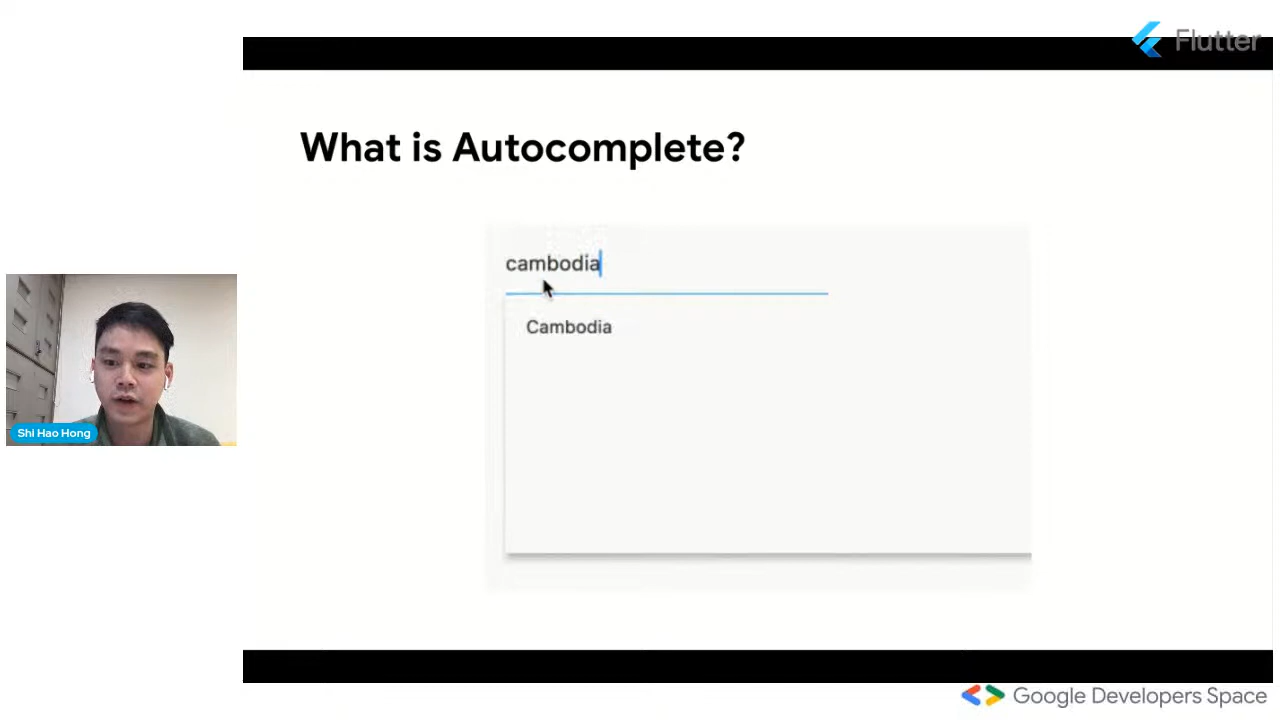 Flutter
What is Autocomplete?
cambodia
Cambodia
Shi Hao Hong
Google Developers Space